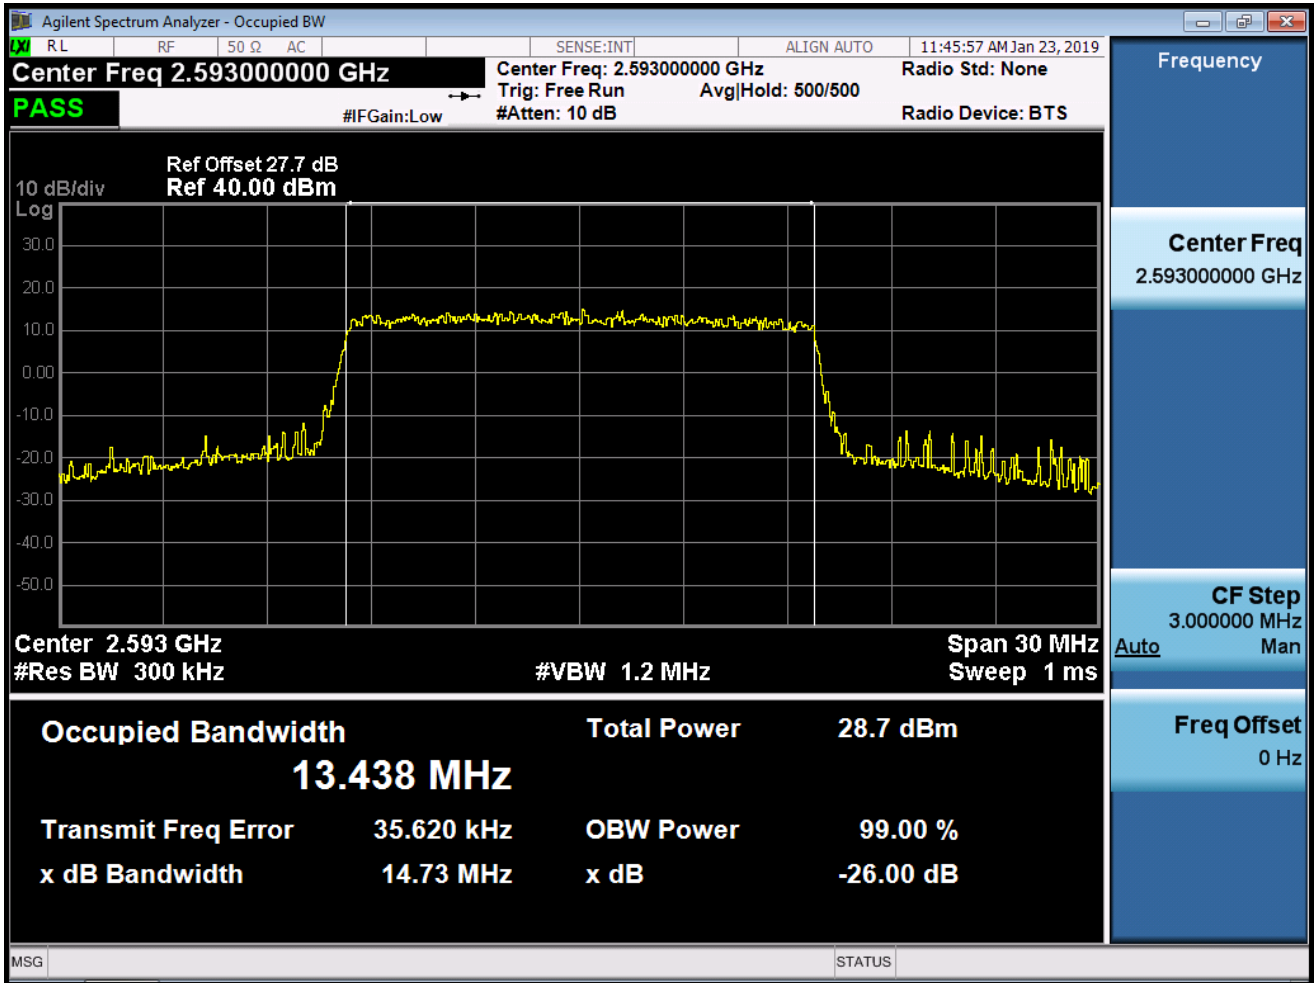 Agilent Spectrum Analyzer - Occupied BW
LXI RL RF 50 Ω AC SENSE:INT ALIGN AUTO 11:45:57 AM Jan 23, 2019
Center Freq 2.593000000 GHz
Center Freq: 2.593000000 GHz
Radio Std: None
Trig: Free Run Avg|Hold: 500/500
PASS
#IFGain:Low
#Atten: 10 dB
Radio Device: BTS
Ref Offset 27.7 dB
10 dB/div Ref 40.00 dBm
Log
30.0
20.0
10.0
0.00
-10.0
-20.0
-30.0
-40.0
-50.0
Center 2.593 GHz Span 30 MHz
#Res BW 300 kHz #VBW 1.2 MHz Sweep 1 ms
Occupied Bandwidth Total Power 28.7 dBm
13.438 MHz
Transmit Freq Error 35.620 kHz OBW Power 99.00 %
x dB Bandwidth 14.73 MHz x dB -26.00 dB
MSG STATUS
Frequency
Center Freq
2.593000000 GHz
CF Step
3.000000 MHz
Auto Man
Freq Offset
0 Hz